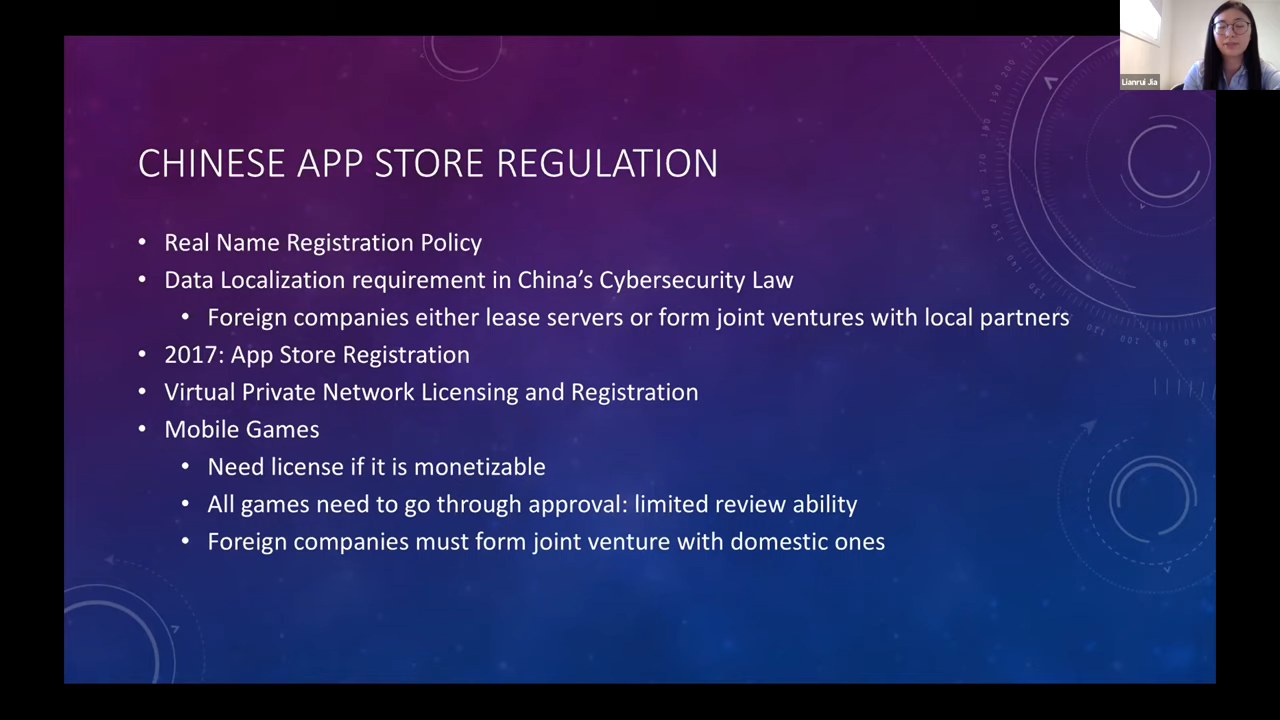 Lianrui Jia
CHINESE APP STORE REGULATION
• Real Name Registration Policy
• Data Localization requirement in China’s Cybersecurity Law
• Foreign companies either lease servers or form joint ventures with local partners
• 2017: App Store Registration
• Virtual Private Network Licensing and Registration
• Mobile Games
• Need license if it is monetizable
• All games need to go through approval: limited review ability
• Foreign companies must form joint venture with domestic ones